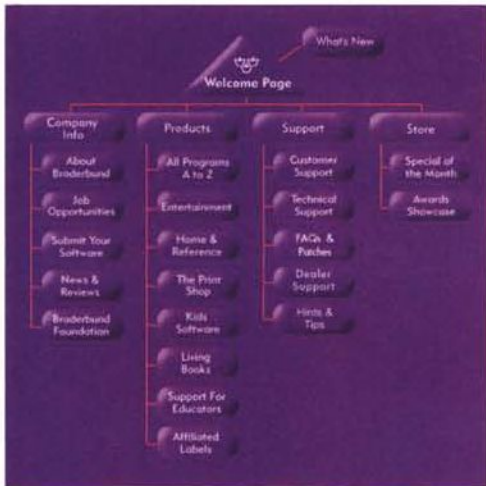 What's New
Welcome Page
Company
Info
About
Brøderbund
Job
Opportunities
Submit Your
Software
News &
Reviews
Brøderbund
Foundation
Products
All Programs
A to Z
Entertainment
Home &
Reference
The Print
Shop
Kids
Software
Living
Books
Support For
Educators
Affiliated
Labels
Support
Customer
Support
Technical
Support
FAQs &
Patches
Dealer
Support
Hints &
Tips
Store
Special of
the Month
Awards
Showcase